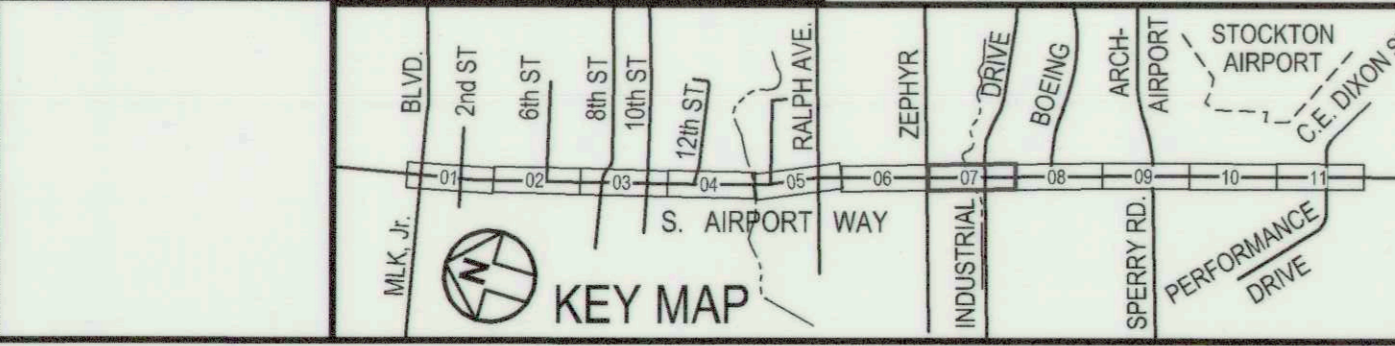 BLVD.
2nd ST
6th ST
8th ST
10th ST
12th ST
RALPH AVE.
ZEPHYR
DRIVE
BOEING
ARCH-
AIRPORT
STOCKTON
AIRPORT
C.E. DIXON
01
02
03
04
05
06
07
08
09
10
11
S. AIRPORT WAY
MLK, Jr.
N
KEY MAP
INDUSTRIAL
SPERRY RD.
PERFORMANCE
DRIVE